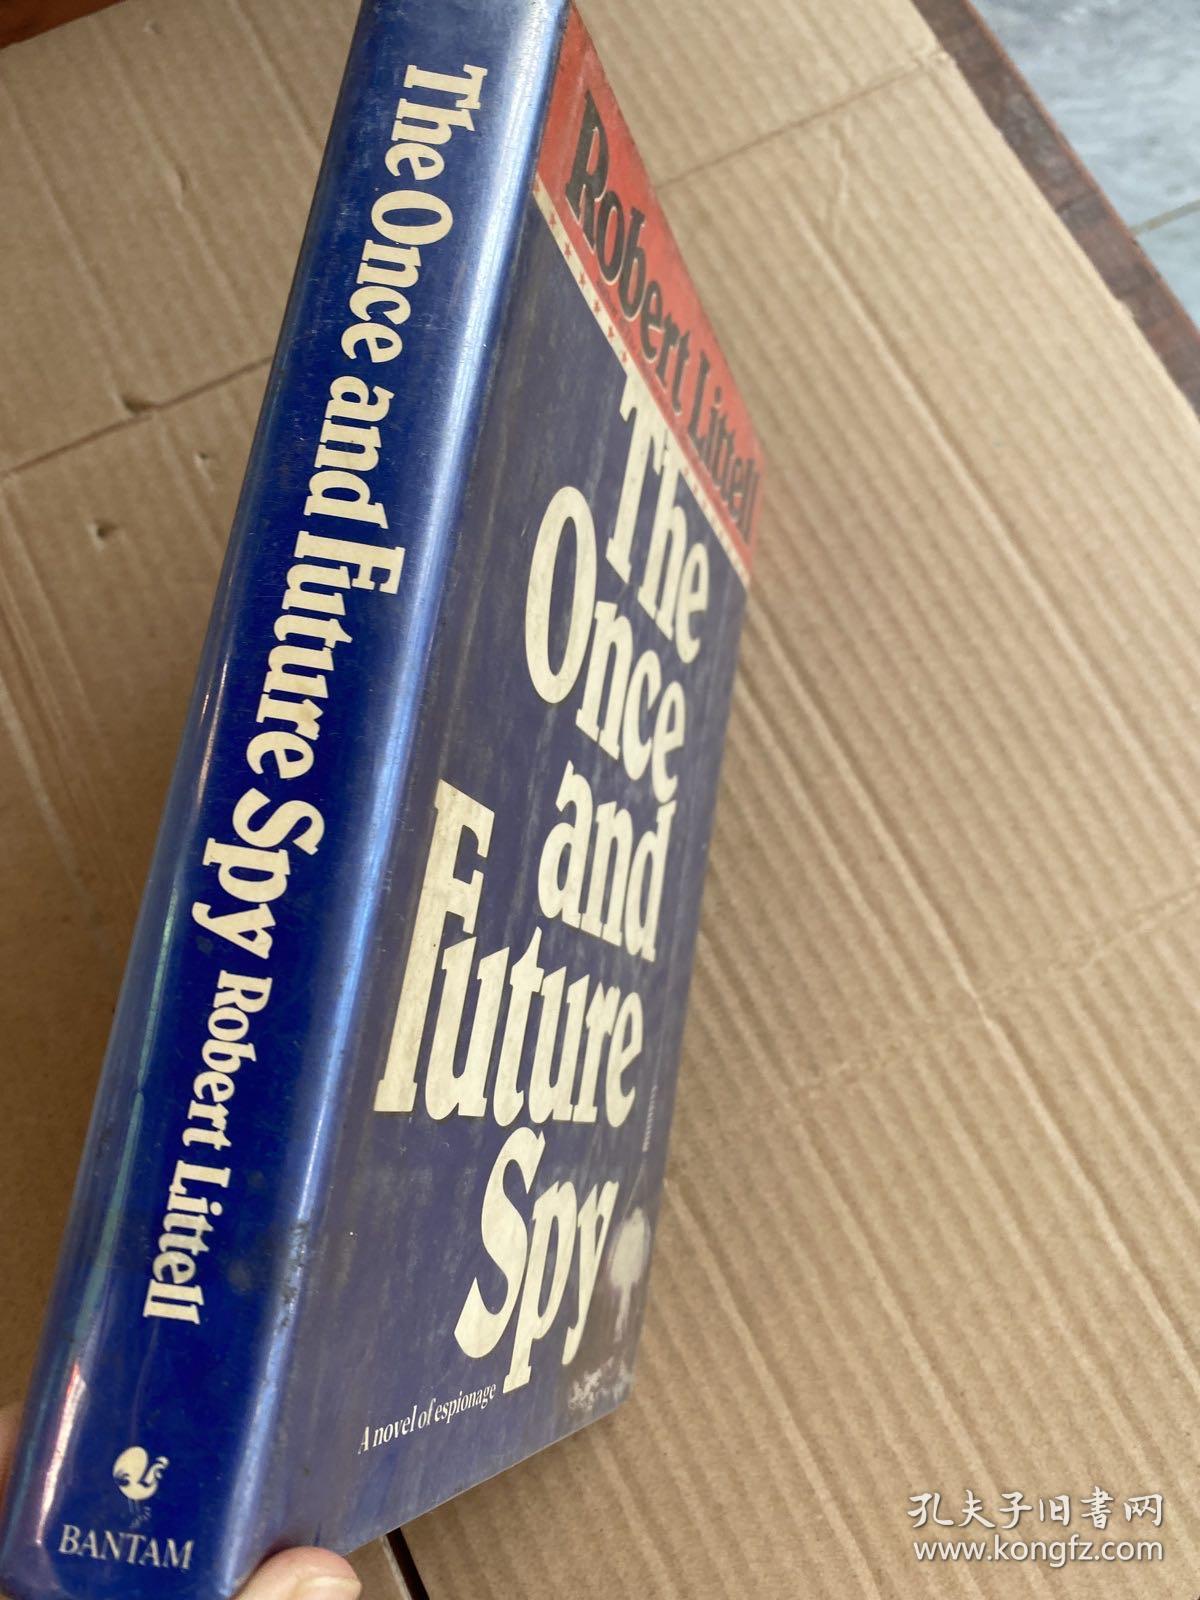 The Once and Future Spy Robert Littell
BANTAM
Robert Littell
The
Once
and
Future
Spy
A novel of espionage
孔夫子旧書网
www.kongfz.com